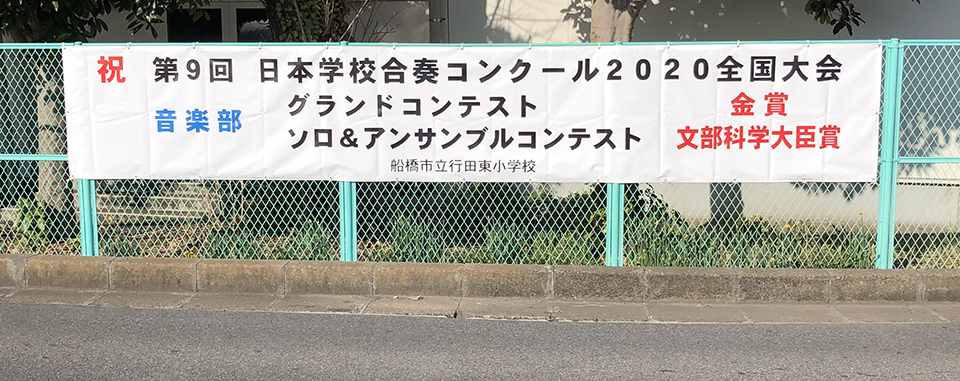 祝 第9回 日本学校合奏コンクール2020全国大会
音楽部 グランドコンテスト 金賞
ソロ&アンサンブルコンテスト 文部科学大臣賞
船橋市立行田東小学校